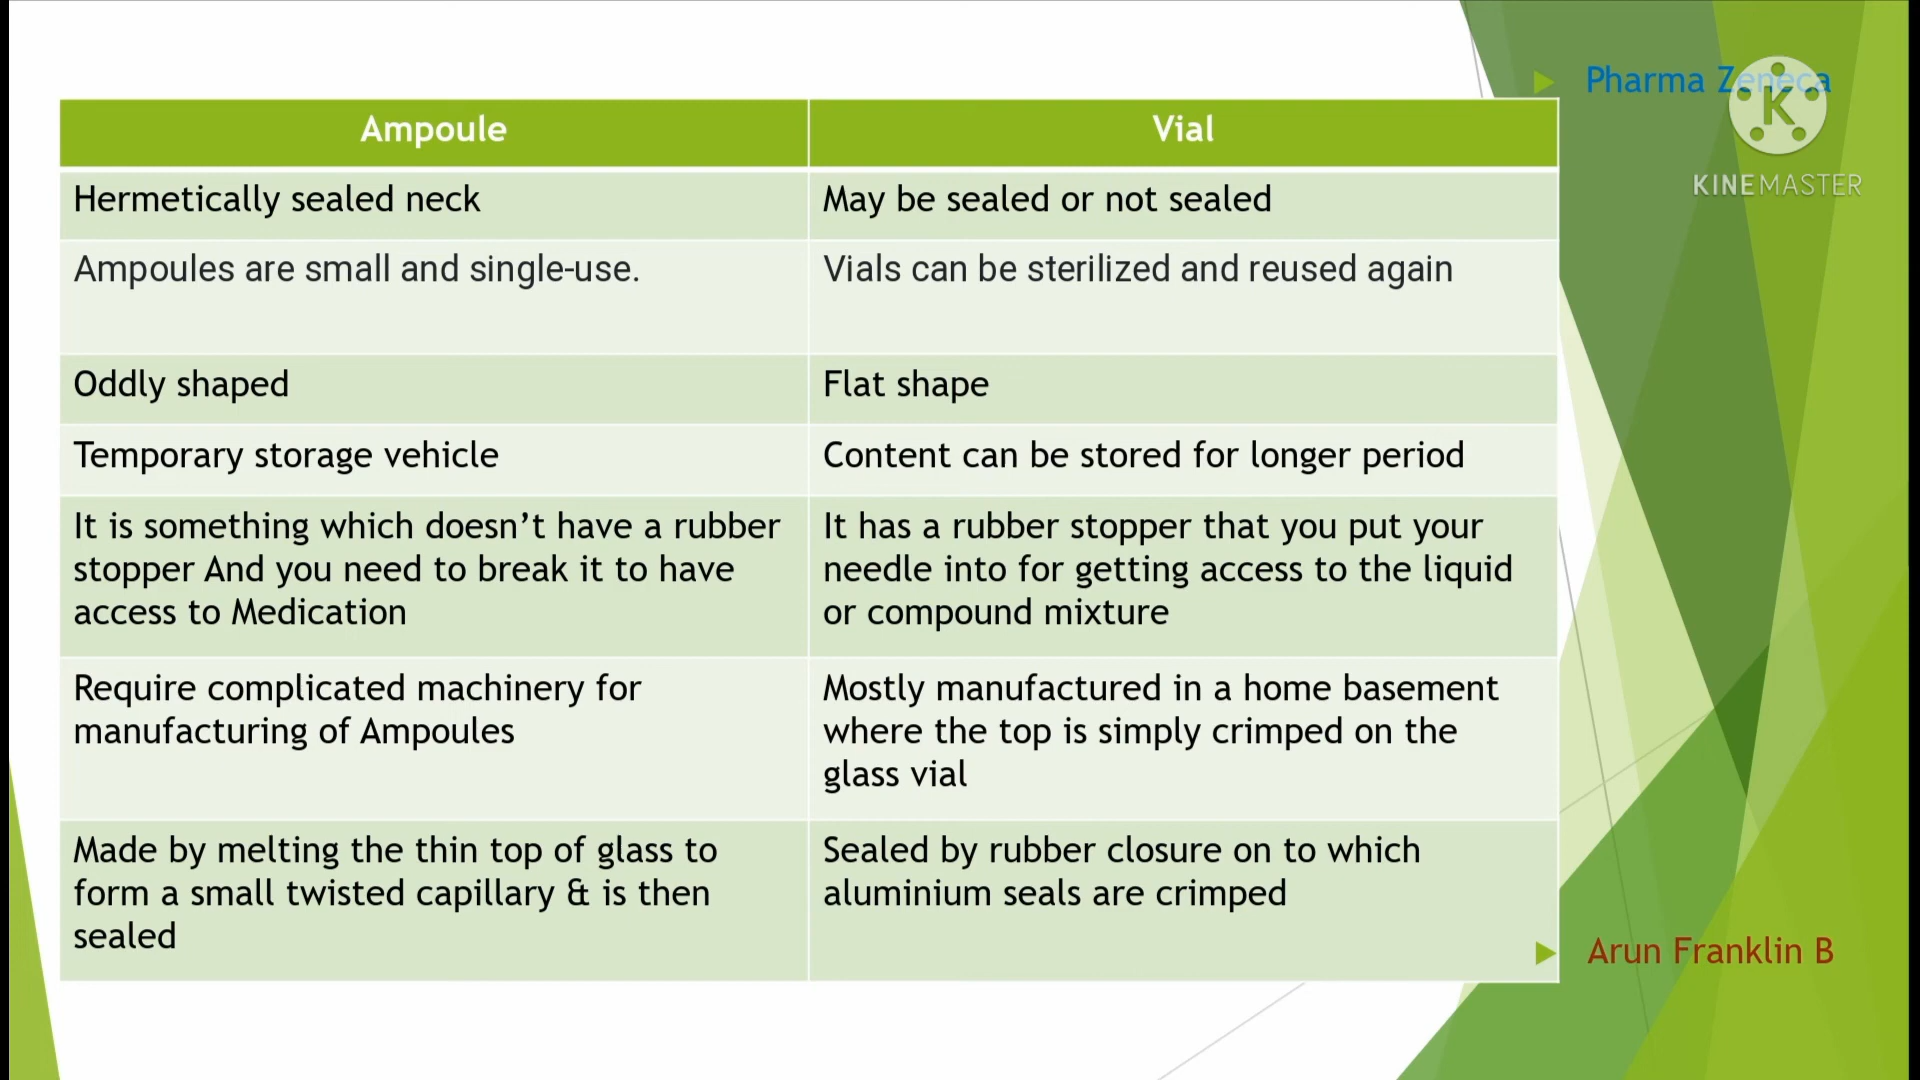 Pharma Zeneca
K
KINEMASTER
Ampoule
Vial
Hermetically sealed neck
May be sealed or not sealed
Ampoules are small and single-use.
Vials can be sterilized and reused again
Oddly shaped
Flat shape
Temporary storage vehicle
Content can be stored for longer period
It is something which doesn’t have a rubber
stopper And you need to break it to have
access to Medication
It has a rubber stopper that you put your
needle into for getting access to the liquid
or compound mixture
Require complicated machinery for
manufacturing of Ampoules
Mostly manufactured in a home basement
where the top is simply crimped on the
glass vial
Made by melting the thin top of glass to
form a small twisted capillary & is then
sealed
Sealed by rubber closure on to which
aluminium seals are crimped
Arun Franklin B